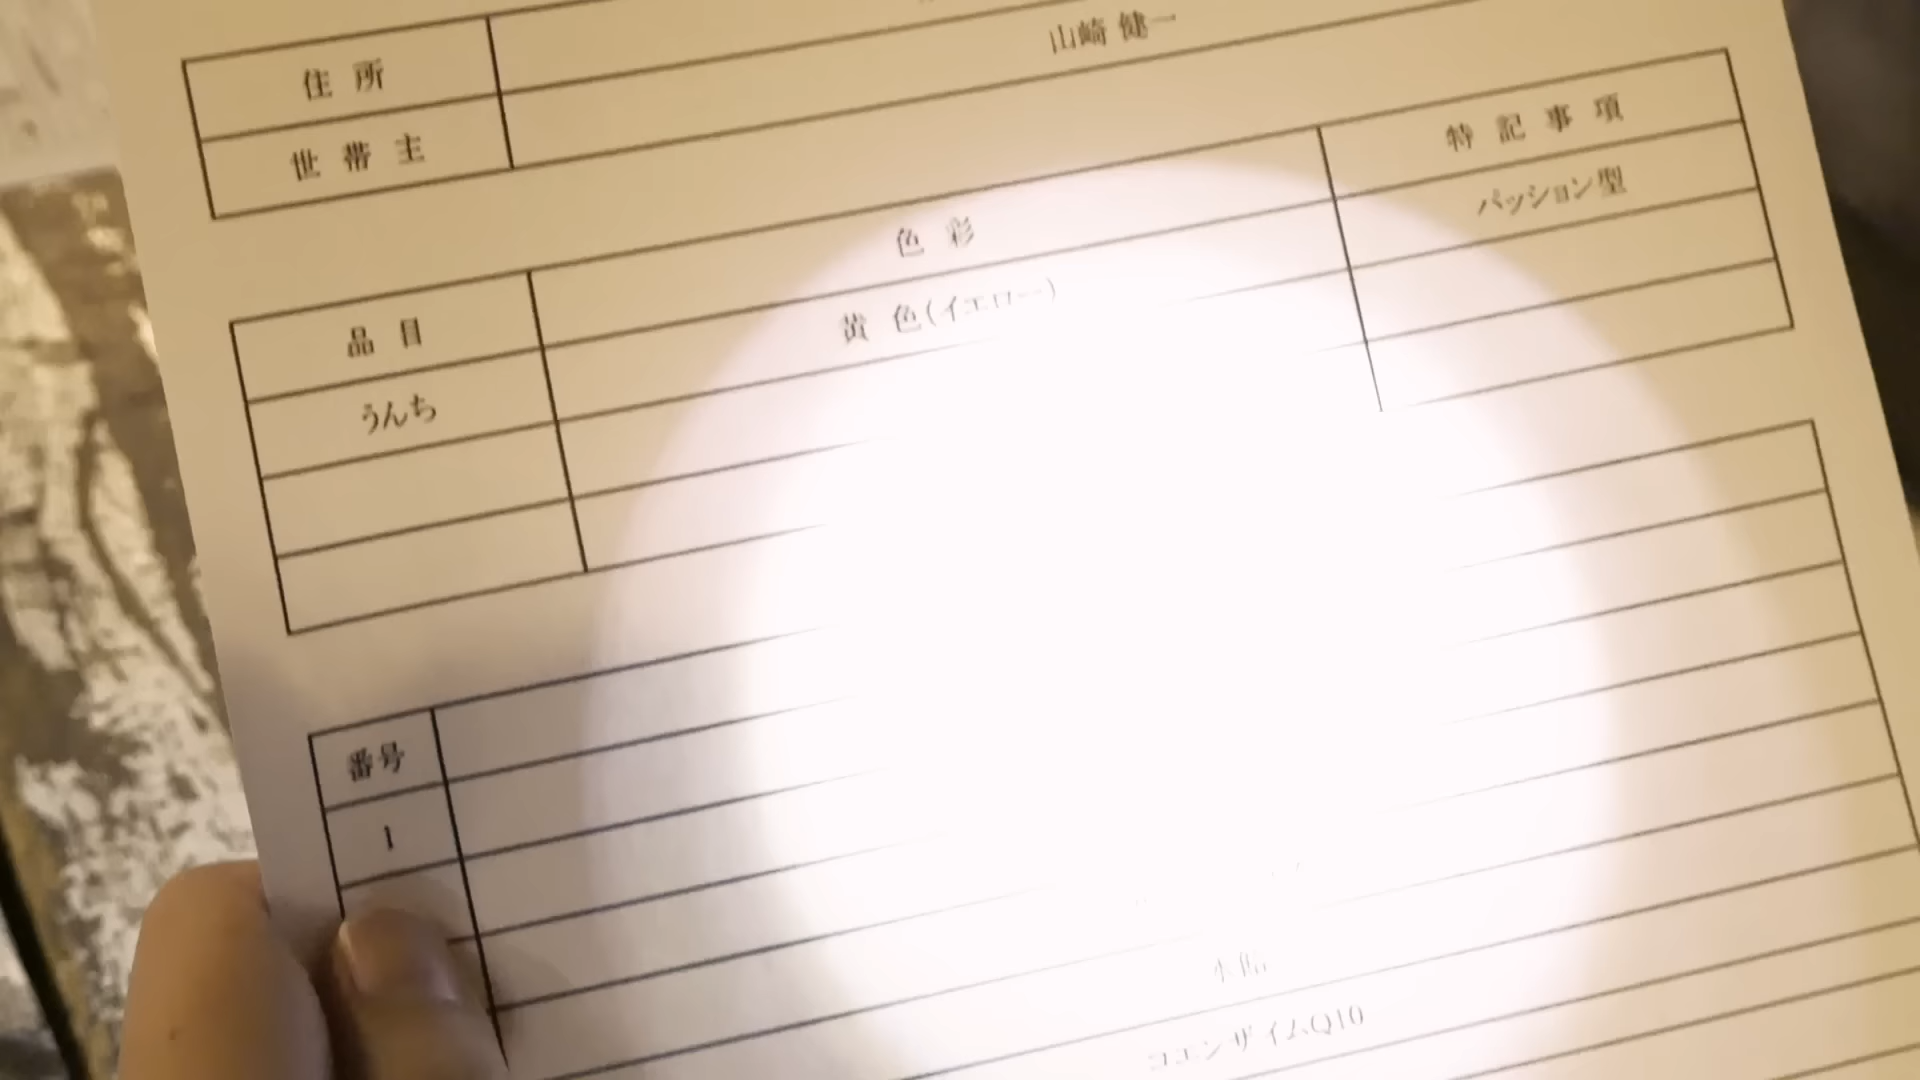 住所
世帯主 山崎 健一
品目 色彩 特記事項
うんち 黄色(イエロー) パッション型
番号
1
コエンザイムQ10